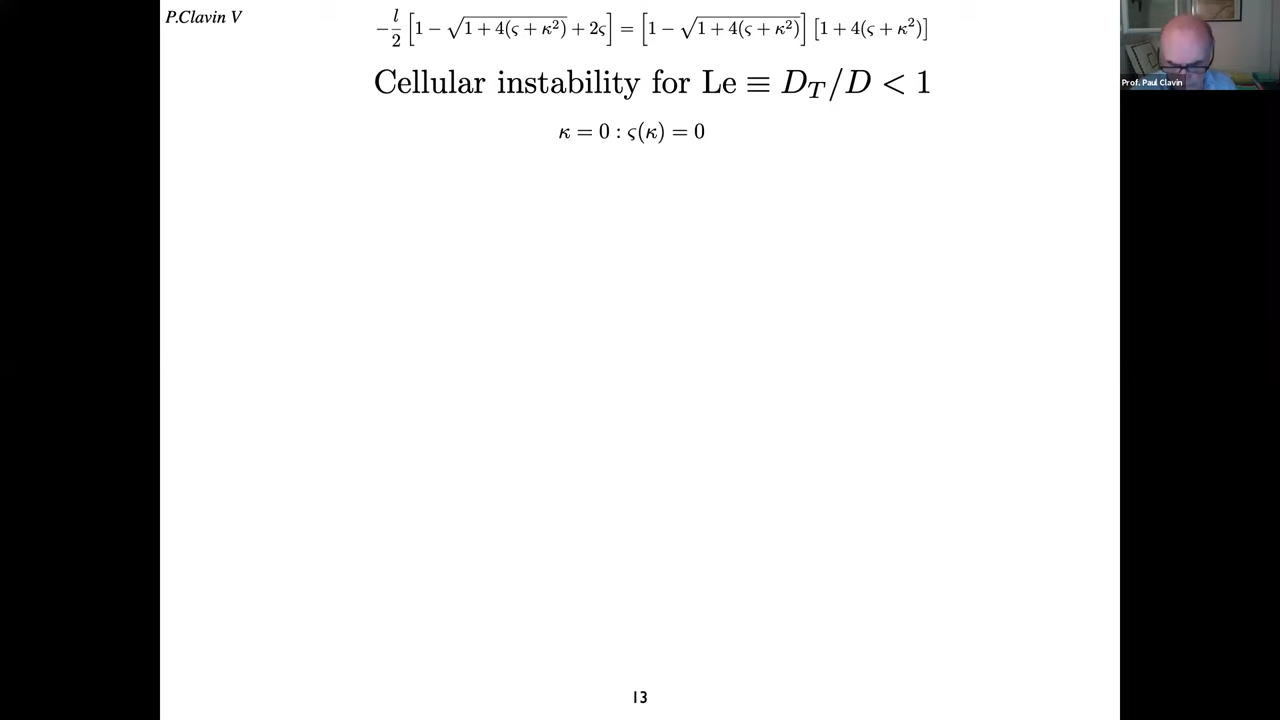 P.Clavin V
$-\frac{l}{2}\left[1-\sqrt{1+4(\varsigma+\kappa^2)}+2\varsigma\right]=\left[1-\sqrt{1+4(\varsigma+\kappa^2)}\right]\left[1+4(\varsigma+\kappa^2)\right]$
Cellular instability for Le ≡ $D_T/D < 1$
$\kappa = 0 : \varsigma(\kappa) = 0$
Prof. Paul Clavin
13